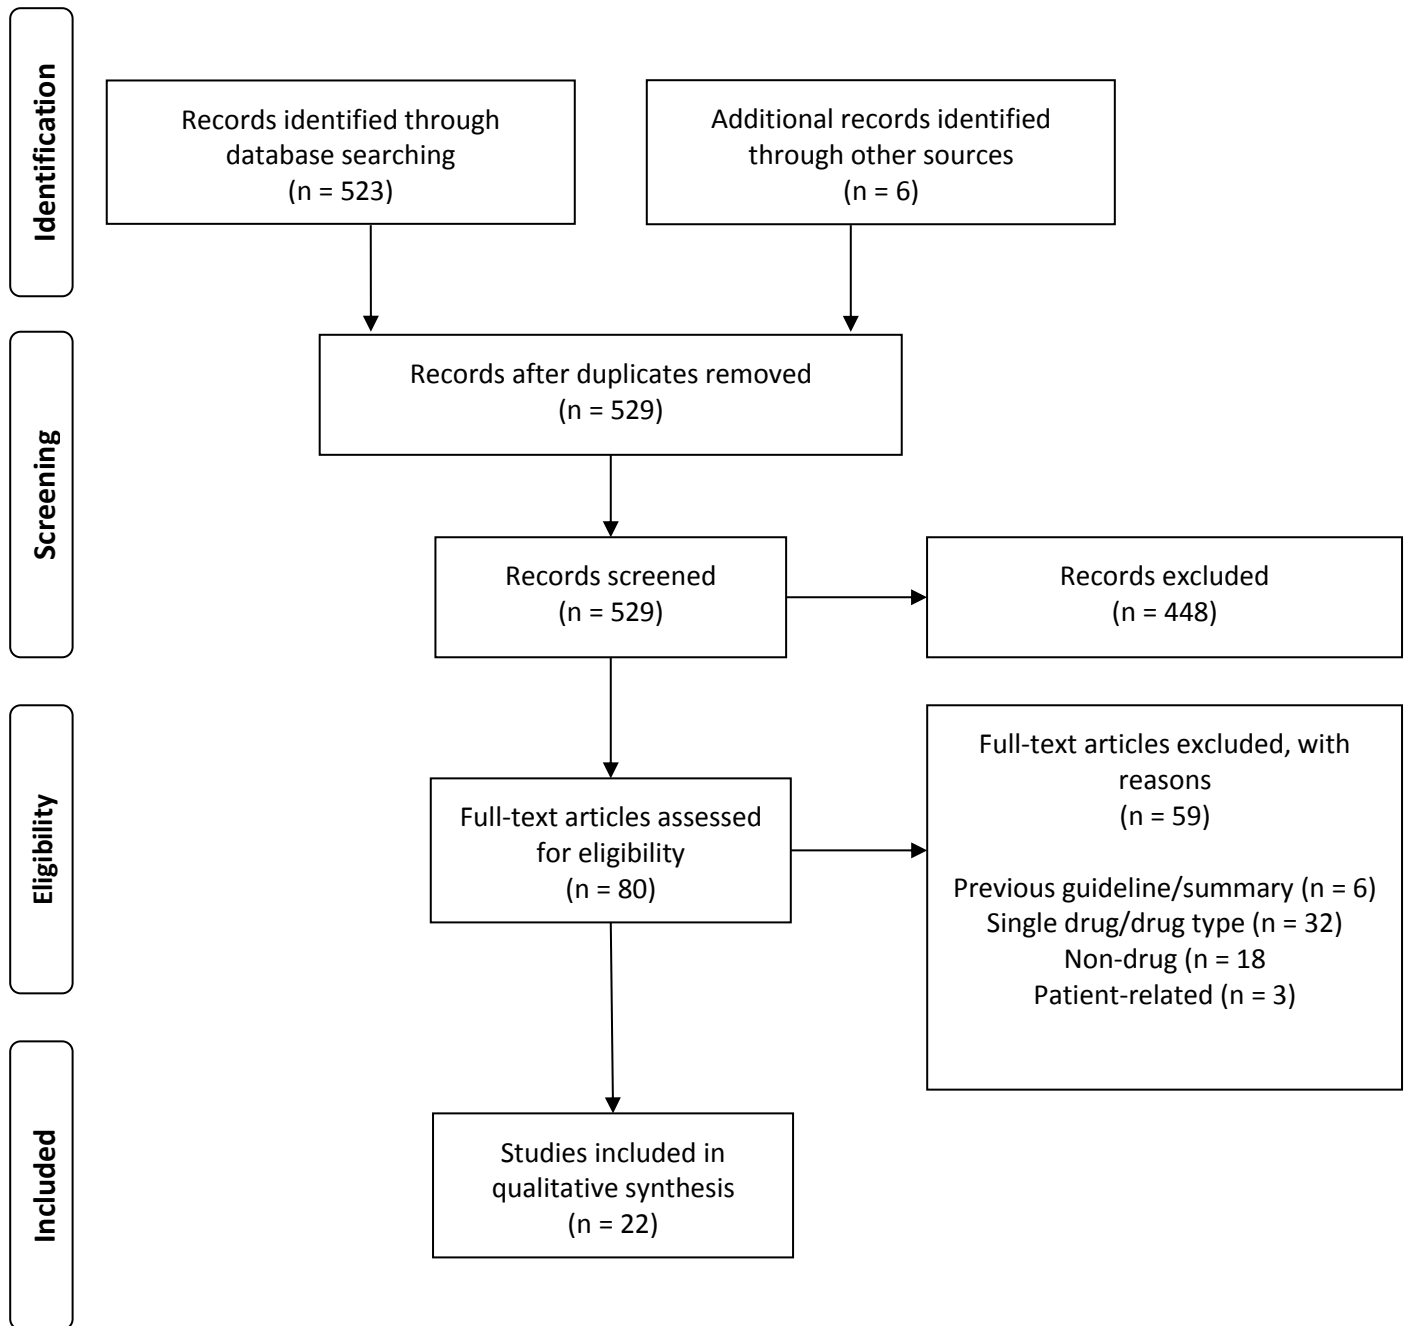 Identification
Records identified through
database searching
(n = 523)
Additional records identified
through other sources
(n = 6)
Screening
Records after duplicates removed
(n = 529)
Records screened
(n = 529)
Records excluded
(n = 448)
Eligibility
Full-text articles assessed
for eligibility
(n = 80)
Full-text articles excluded, with
reasons
(n = 59)
Previous guideline/summary (n = 6)
Single drug/drug type (n = 32)
Non-drug (n = 18
Patient-related (n = 3)
Included
Studies included in
qualitative synthesis
(n = 22)